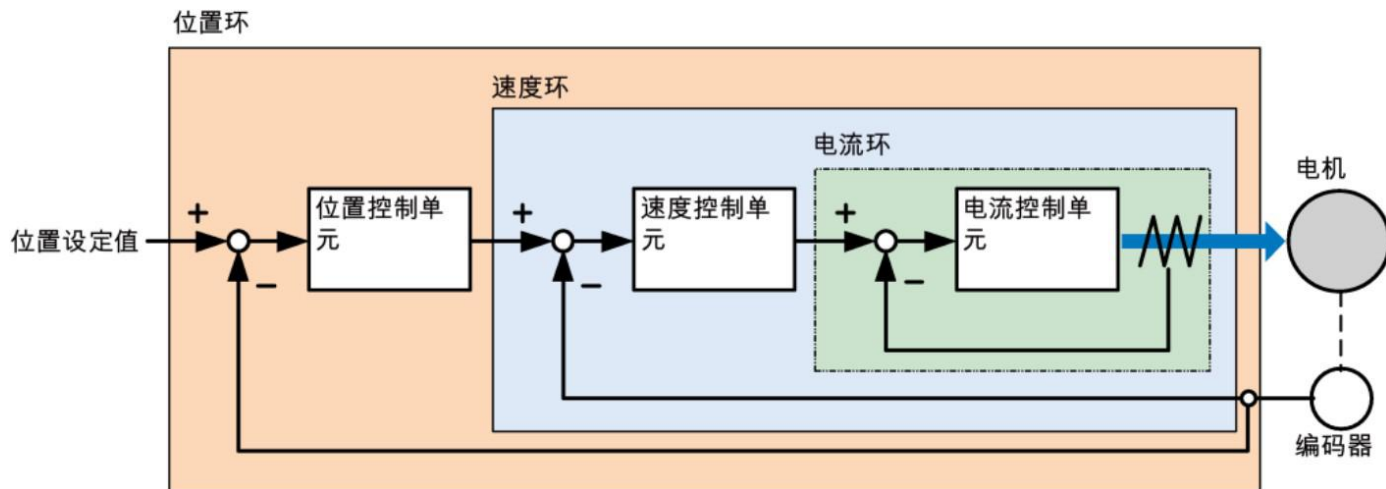 位置环
速度环
电流环
电机
位置设定值
+
−
位置控制单
元
+
−
速度控制单
元
+
−
电流控制单
元
编码器